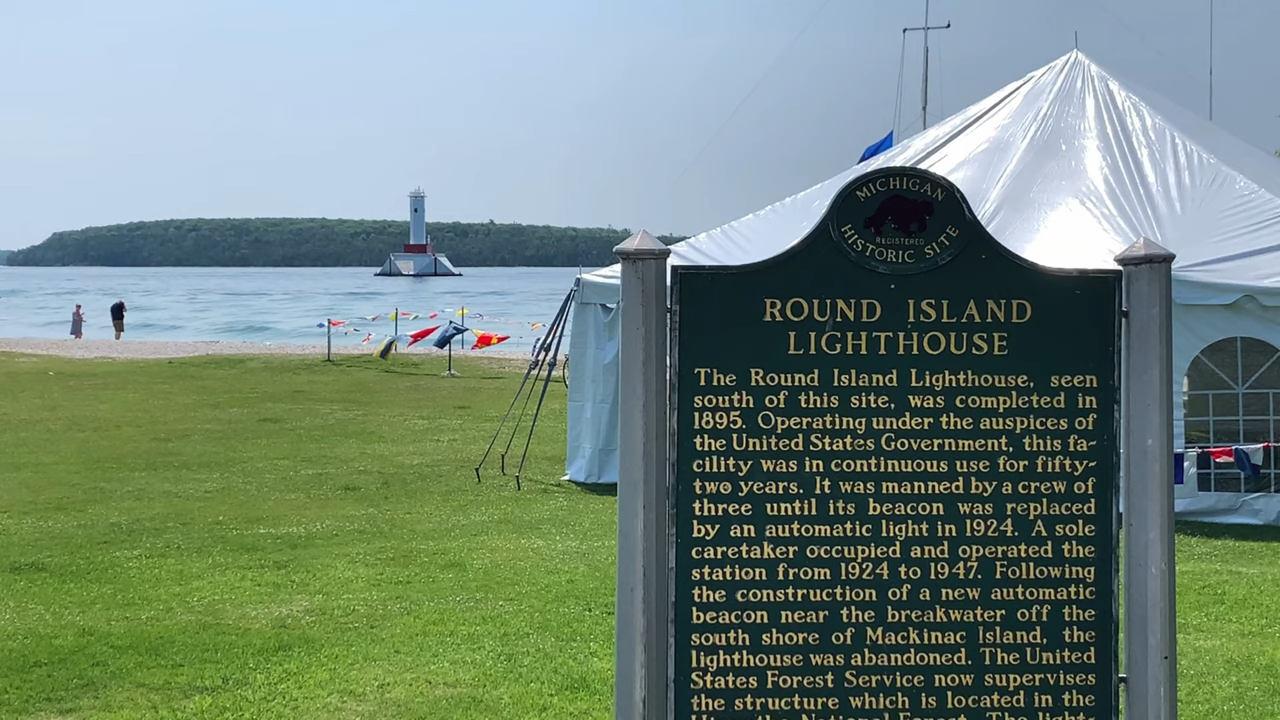 MICHIGAN
REGISTERED
HISTORIC SITE
ROUND ISLAND
LIGHTHOUSE
The Round Island Lighthouse, seen
south of this site, was completed in
1895. Operating under the auspices of
the United States Government, this fa-
cility was in continuous use for fifty-
two years. It was manned by a crew of
three until its beacon was replaced
by an automatic light in 1924. A sole
caretaker occupied and operated the
station from 1924 to 1947. Following
the construction of a new automatic
beacon near the breakwater off the
south shore of Mackinac Island, the
lighthouse was abandoned. The United
States Forest Service now supervises
the structure which is located in the
National Forest. The light-